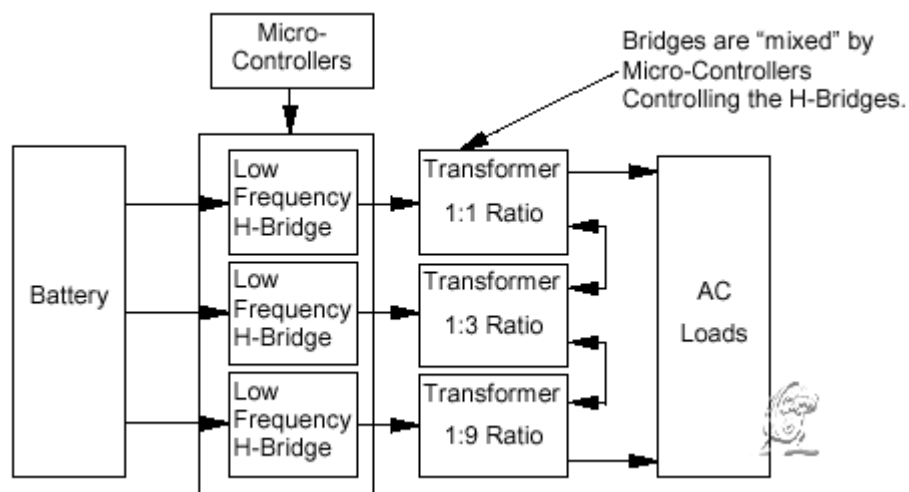 Micro-
Controllers
Bridges are “mixed” by
Micro-Controllers
Controlling the H-Bridges.
Battery
Low
Frequency
H-Bridge
Transformer
1:1 Ratio
Low
Frequency
H-Bridge
Transformer
1:3 Ratio
Low
Frequency
H-Bridge
Transformer
1:9 Ratio
AC
Loads